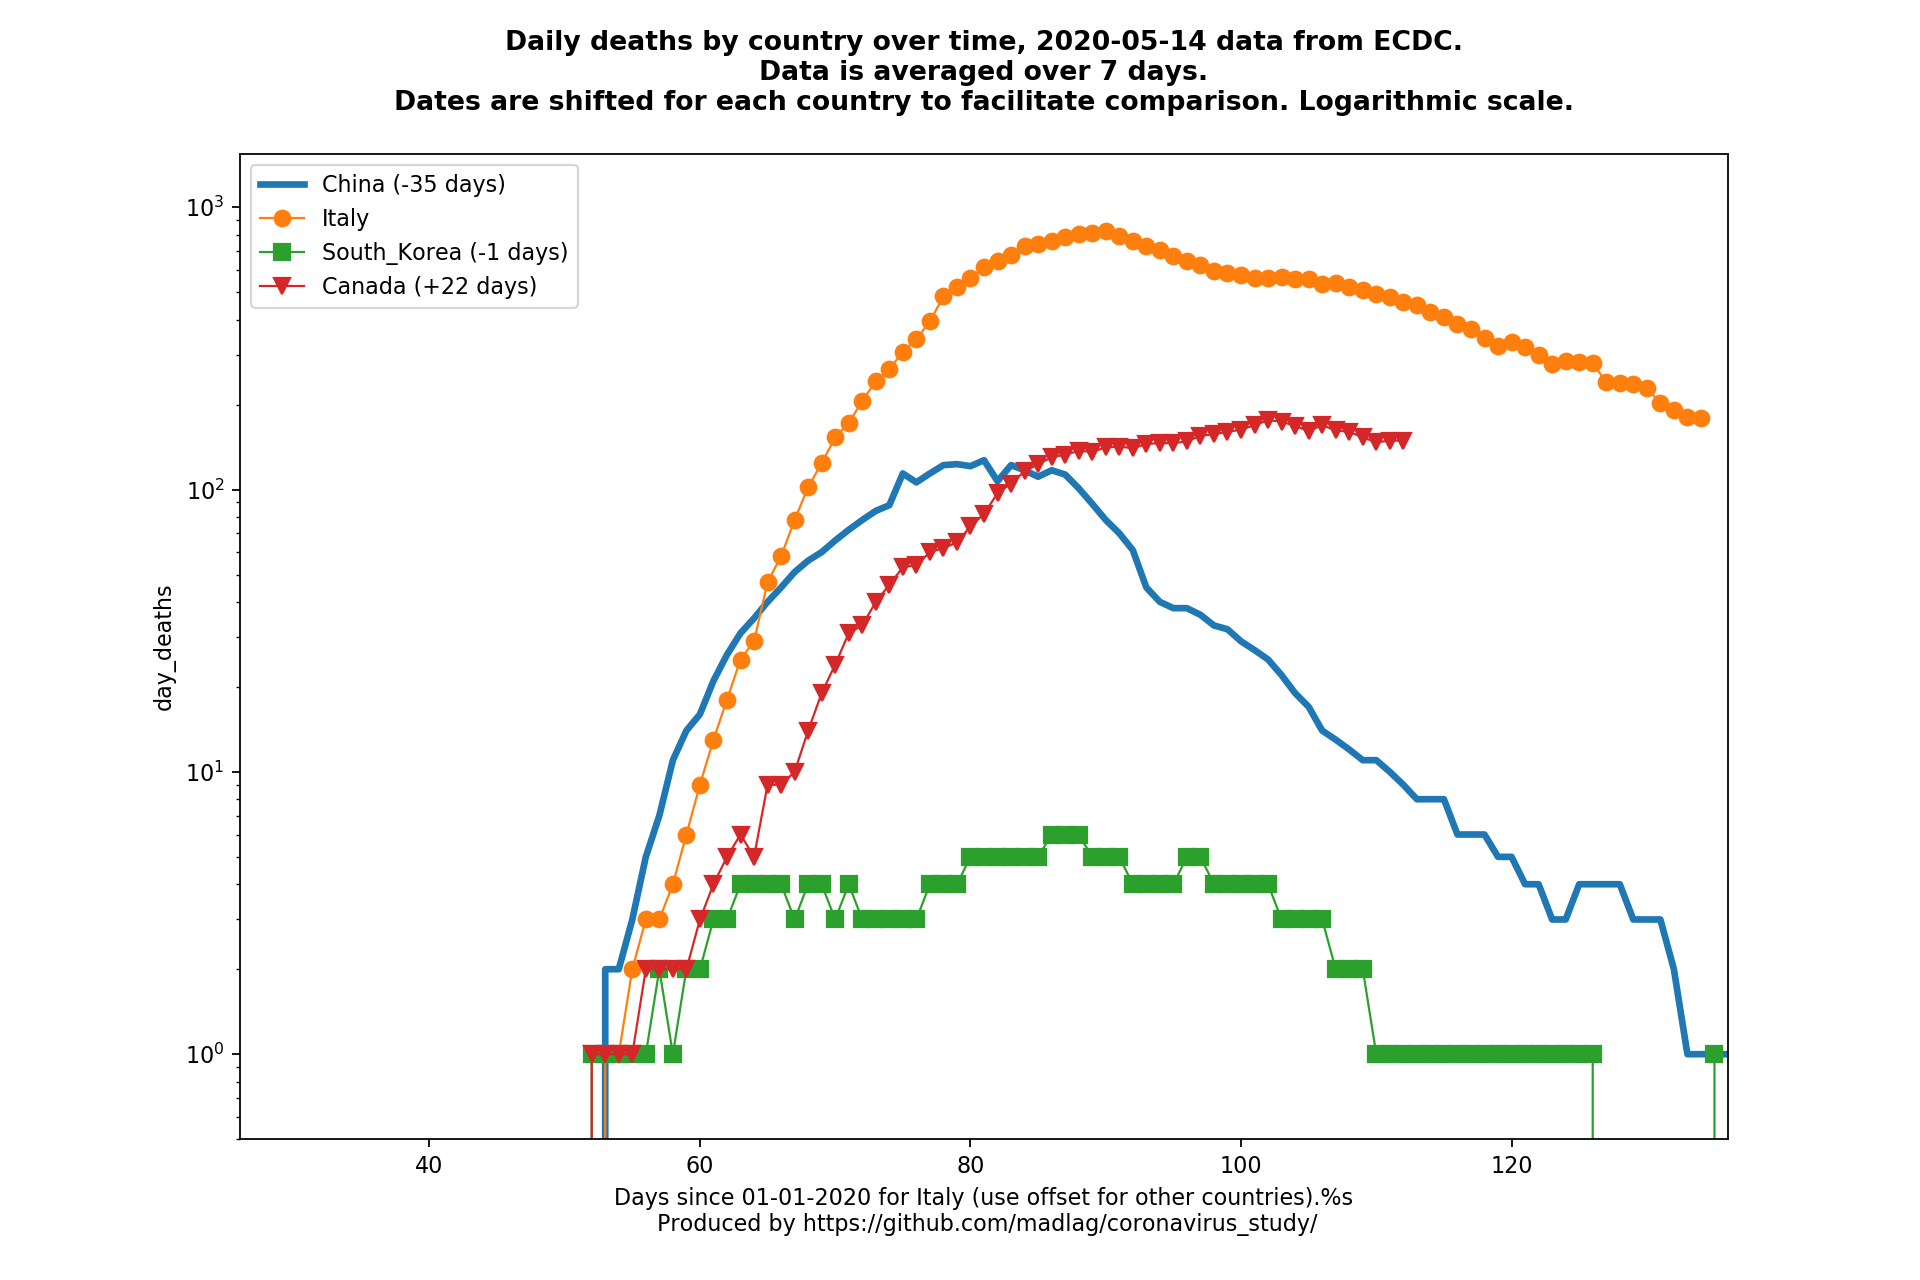 Daily deaths by country over time, 2020-05-14 data from ECDC.
Data is averaged over 7 days.
Dates are shifted for each country to facilitate comparison. Logarithmic scale.
China (-35 days)
Italy
South_Korea (-1 days)
Canada (+22 days)
10³
10²
10¹
10⁰
day_deaths
40 60 80 100 120
Days since 01-01-2020 for Italy (use offset for other countries).%s
Produced by https://github.com/madlag/coronavirus_study/